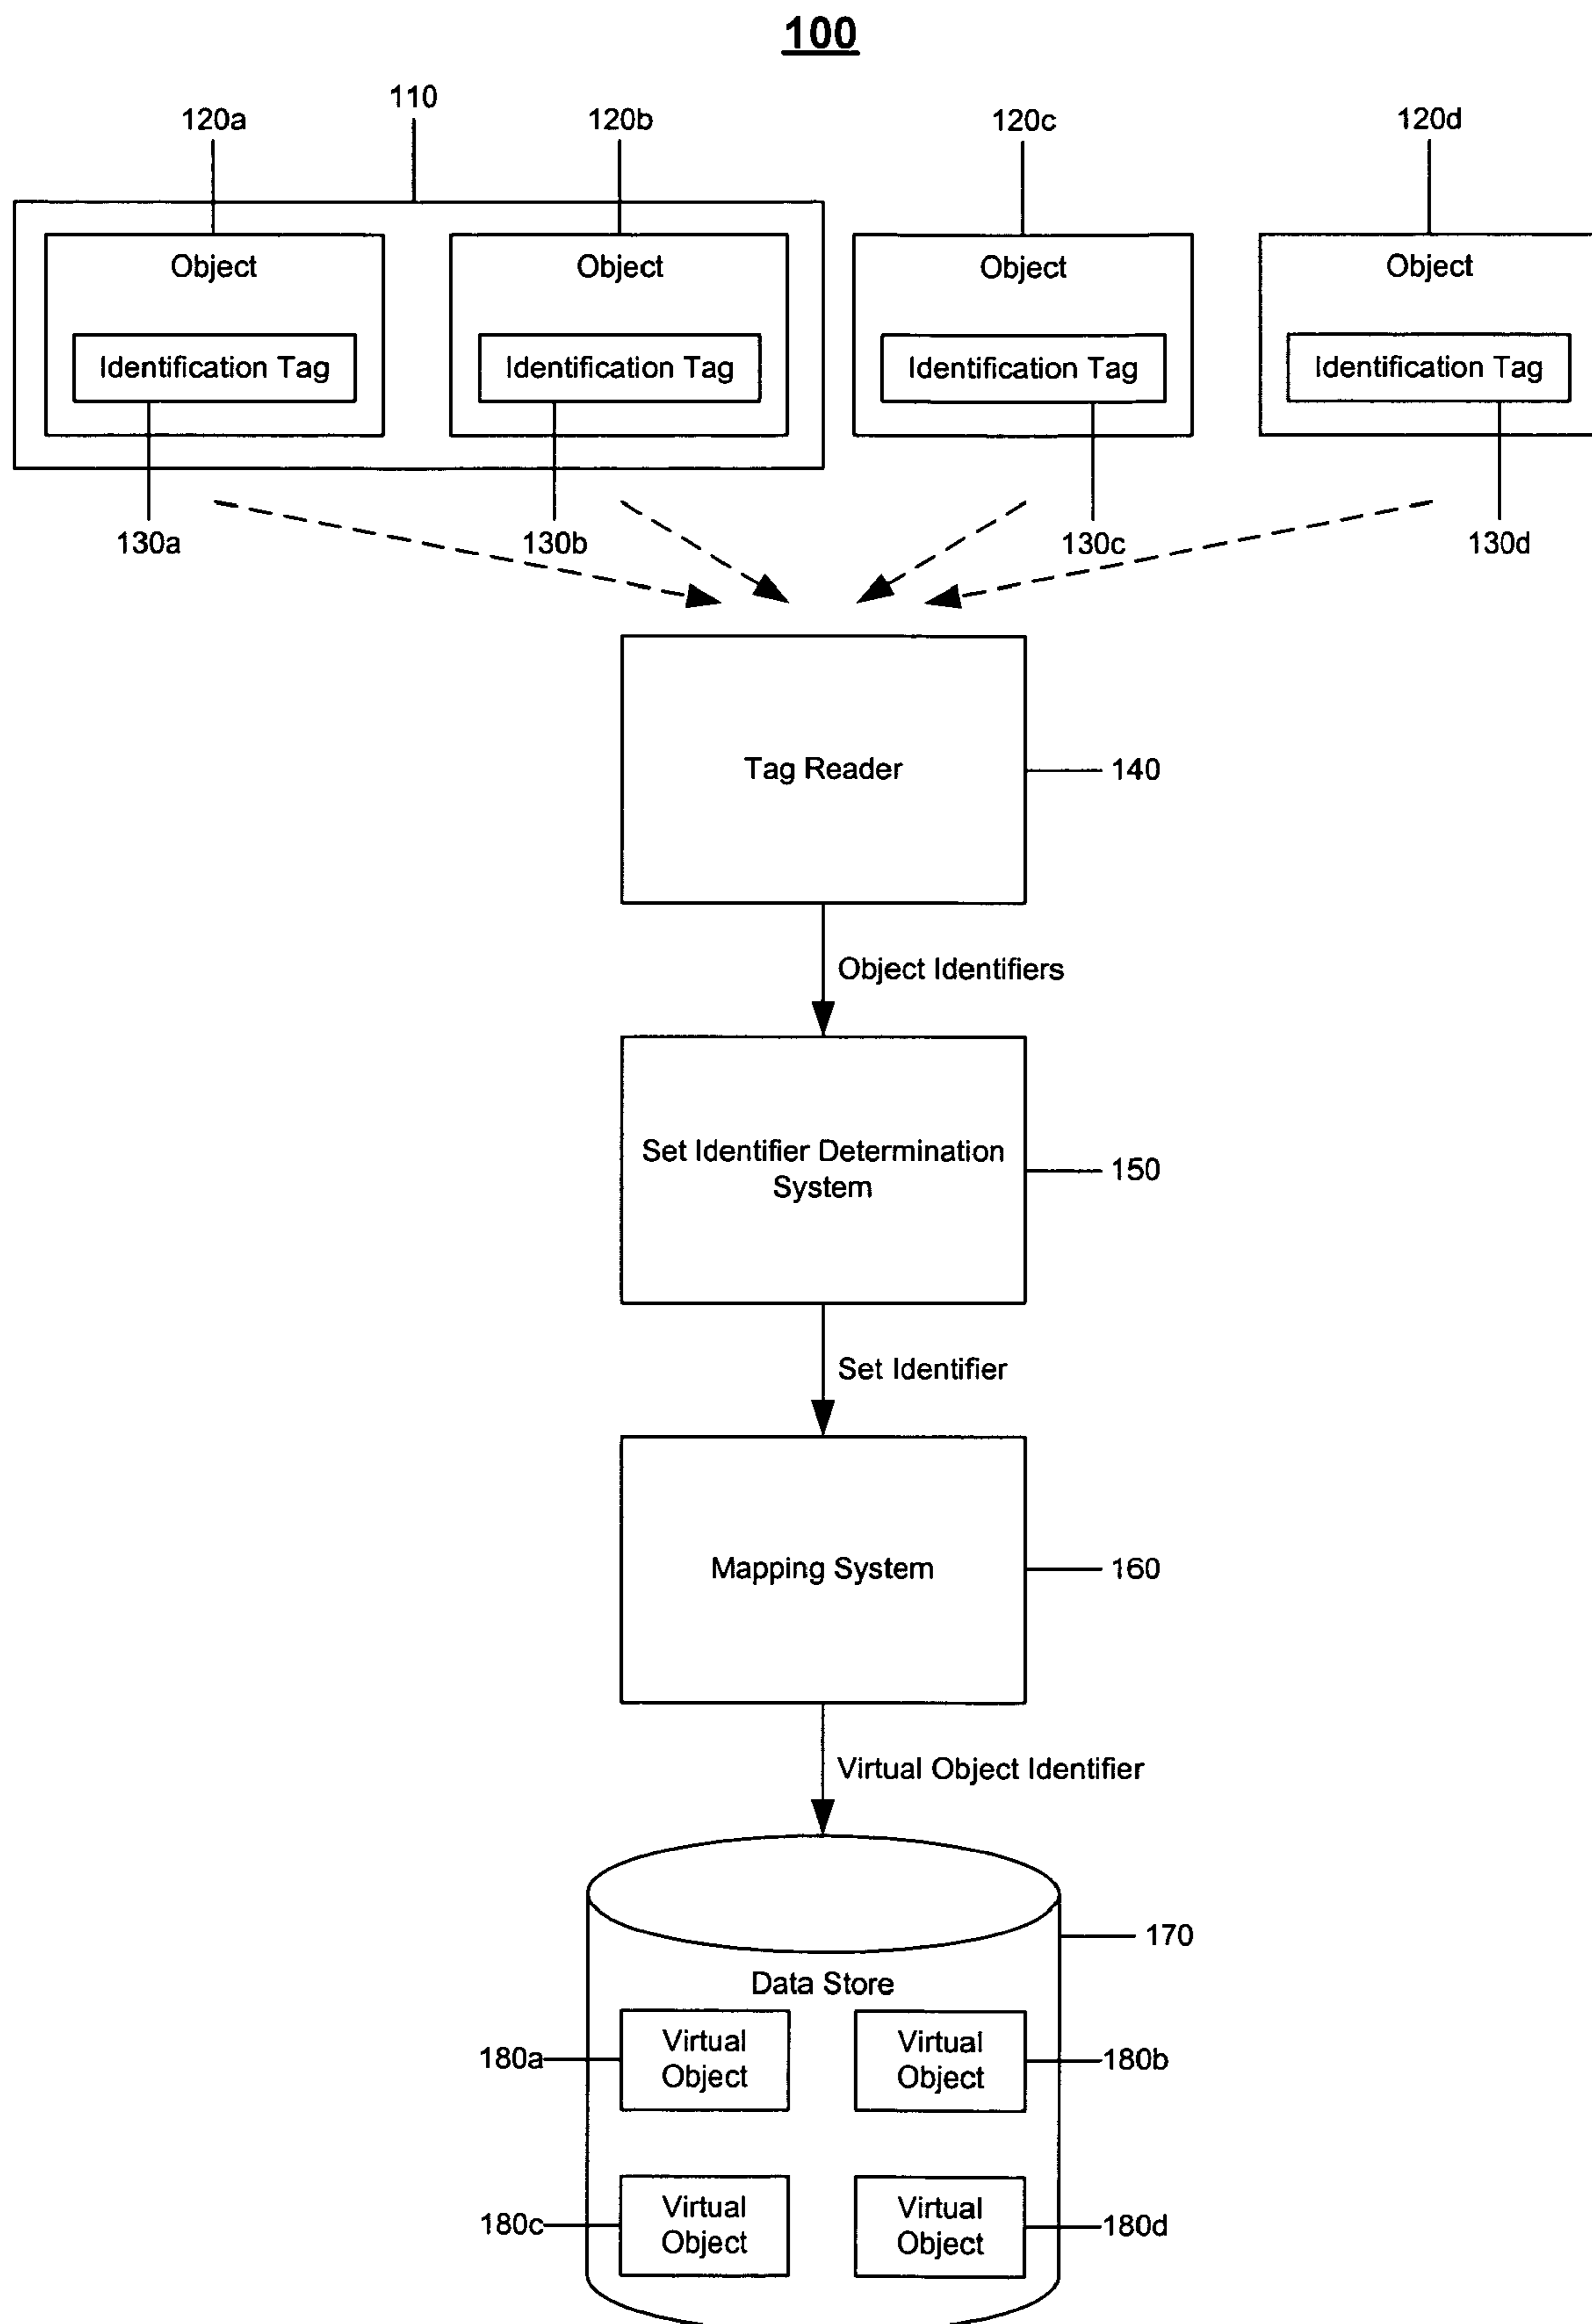 100
110
120a
120b
120c
120d
Object
Object
Object
Object
Identification Tag
Identification Tag
Identification Tag
Identification Tag
130a
130b
130c
130d
Tag Reader
140
Object Identifiers
Set Identifier Determination
System
150
Set Identifier
Mapping System
160
Virtual Object Identifier
170
Data Store
180a
Virtual
Object
Virtual
Object
180b
180c
Virtual
Object
Virtual
Object
180d